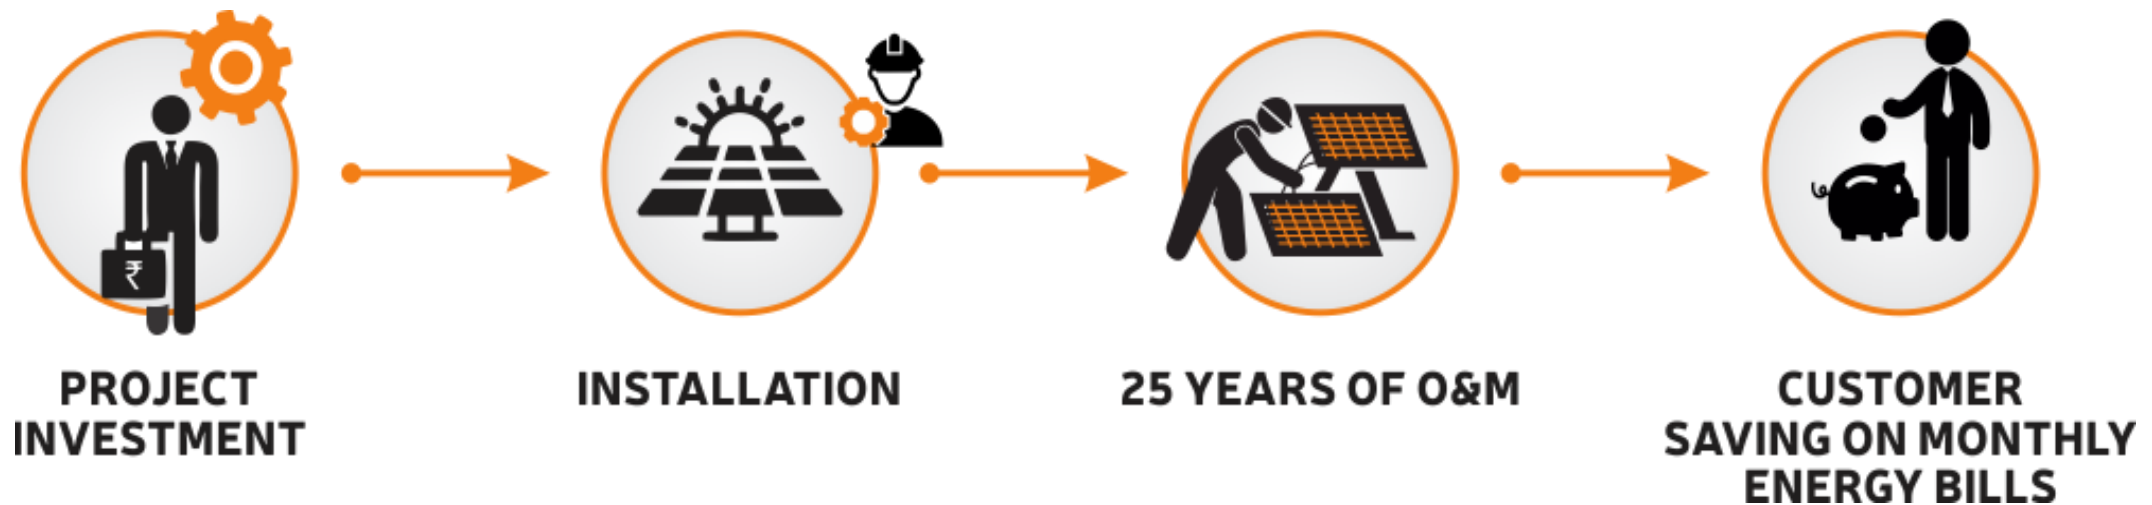 ₹
PROJECT
INVESTMENT
INSTALLATION
25 YEARS OF O&M
CUSTOMER
SAVING ON MONTHLY
ENERGY BILLS